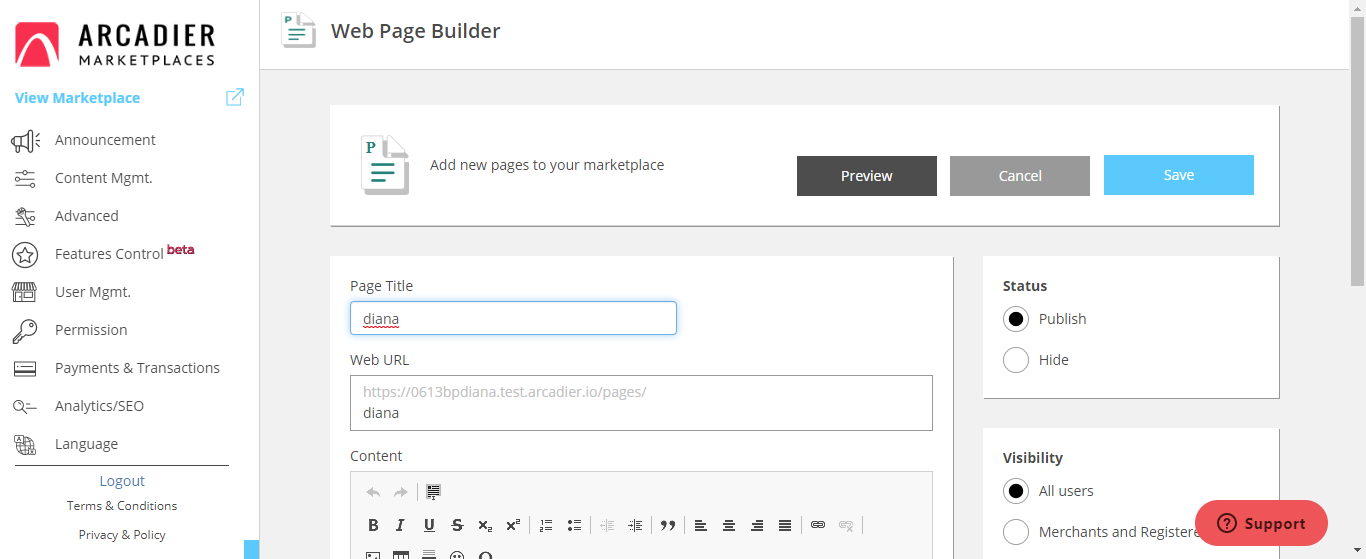 ARCADIER
MARKETPLACES
View Marketplace
Announcement
Content Mgmt.
Advanced
Features Control beta
User Mgmt.
Permission
Payments & Transactions
Analytics/SEO
Language
Logout
Terms & Conditions
Privacy & Policy
P
Web Page Builder
P
Add new pages to your marketplace
Preview
Cancel
Save
Page Title
diana
Web URL
https://0613bpdiana.test.arcadier.io/pages/
diana
Content
B I U S x₂ x²
Status
Publish
Hide
Visibility
All users
Merchants and Registere
Support